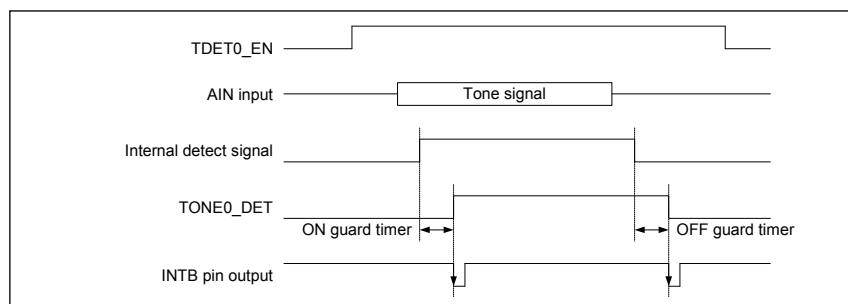 TDET0_EN
AIN input
Tone signal
Internal detect signal
TONE0_DET
ON guard timer
OFF guard timer
INTB pin output